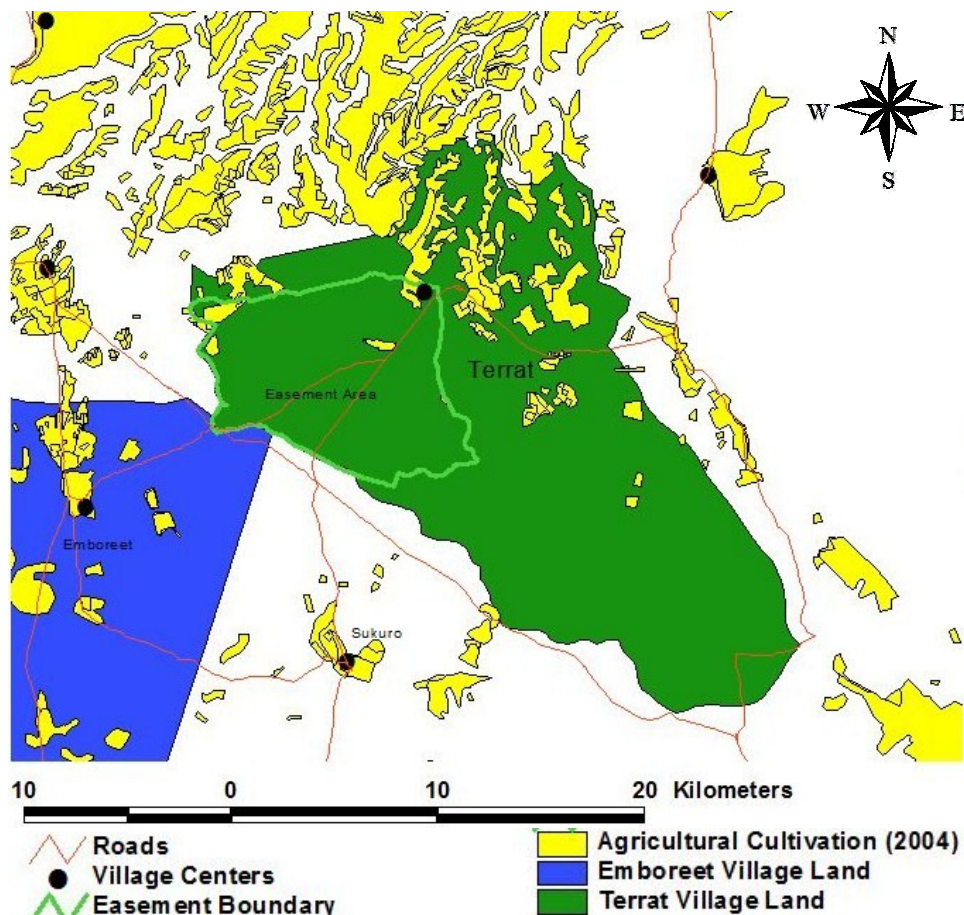 N
W
E
S
Terrat
Easement Area
Emboreet
Sukuro
10 0 10 20 Kilometers
Roads
Village Centers
Easement Boundary
Agricultural Cultivation (2004)
Emboreet Village Land
Terrat Village Land